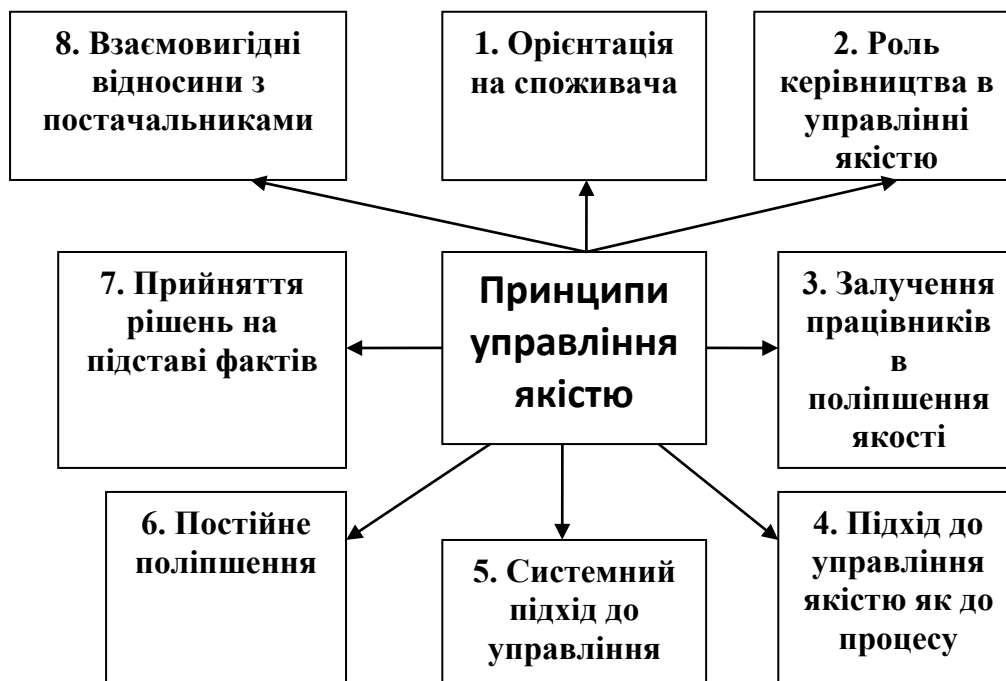 8. Взаємовигідні
відносини з
постачальниками
1. Орієнтація
на споживача
2. Роль
керівництва в
управлінні
якістю
7. Прийняття
рішень на
підставі фактів
Принципи
управління
якістю
3. Залучення
працівників
в
поліпшення
якості
6. Постійне
поліпшення
5. Системний
підхід до
управління
4. Підхід до
управління
якістю як до
процесу